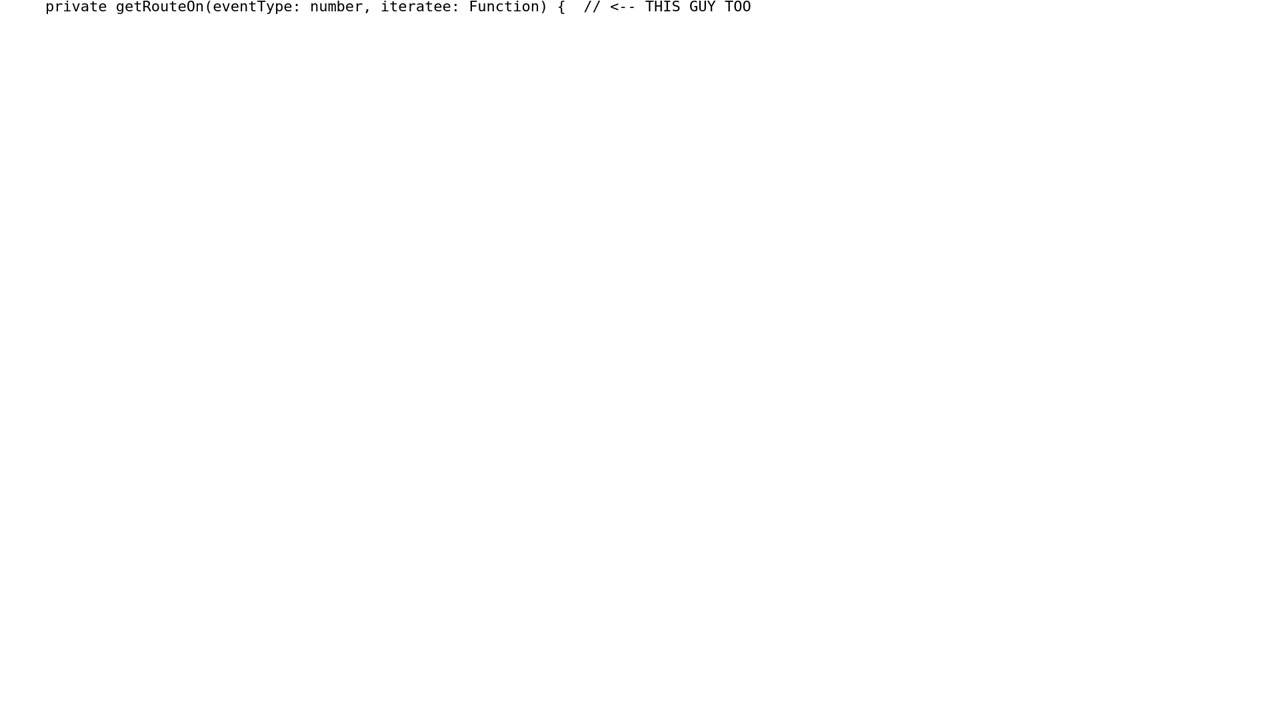 private getRouteOn(eventType: number, iteratee: Function) {  // <-- THIS GUY TOO